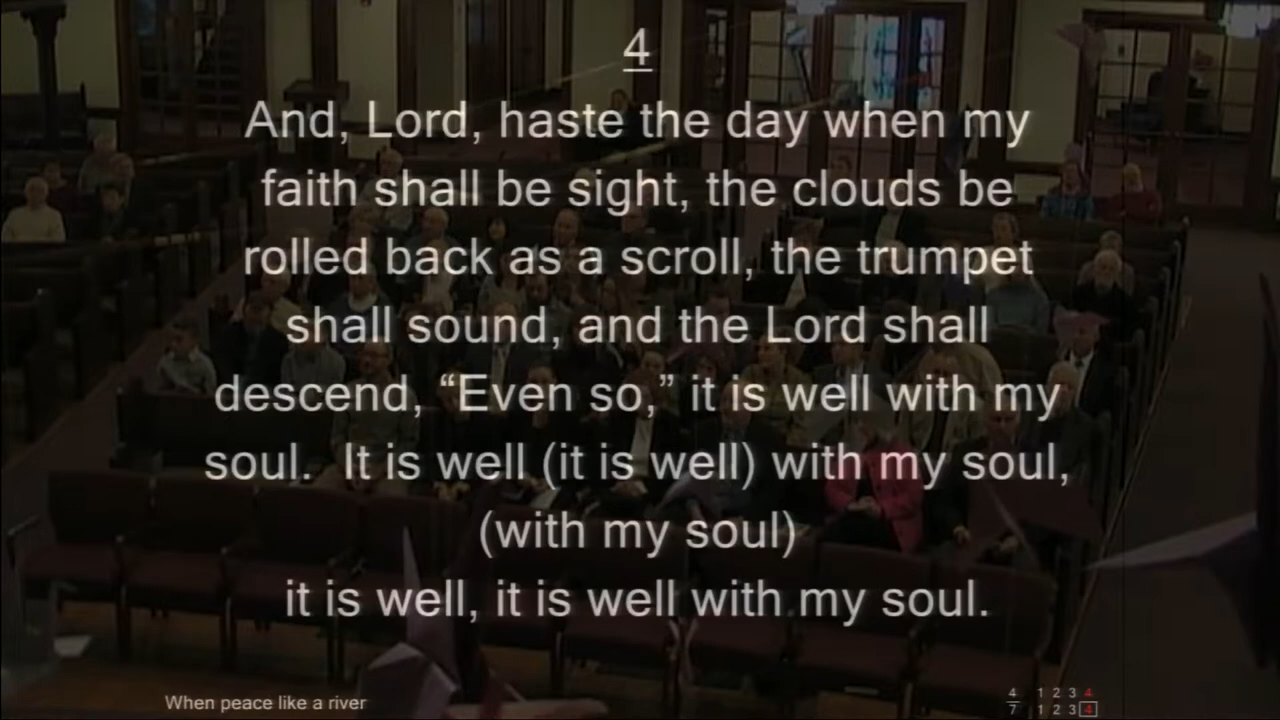 4
And, Lord, haste the day when my
faith shall be sight, the clouds be
rolled back as a scroll, the trumpet
shall sound, and the Lord shall
descend, “Even so,” it is well with my
soul.  It is well (it is well) with my soul,
(with my soul)
it is well, it is well with my soul.
When peace like a river
4 1 2 3 4
7 1 2 3 4